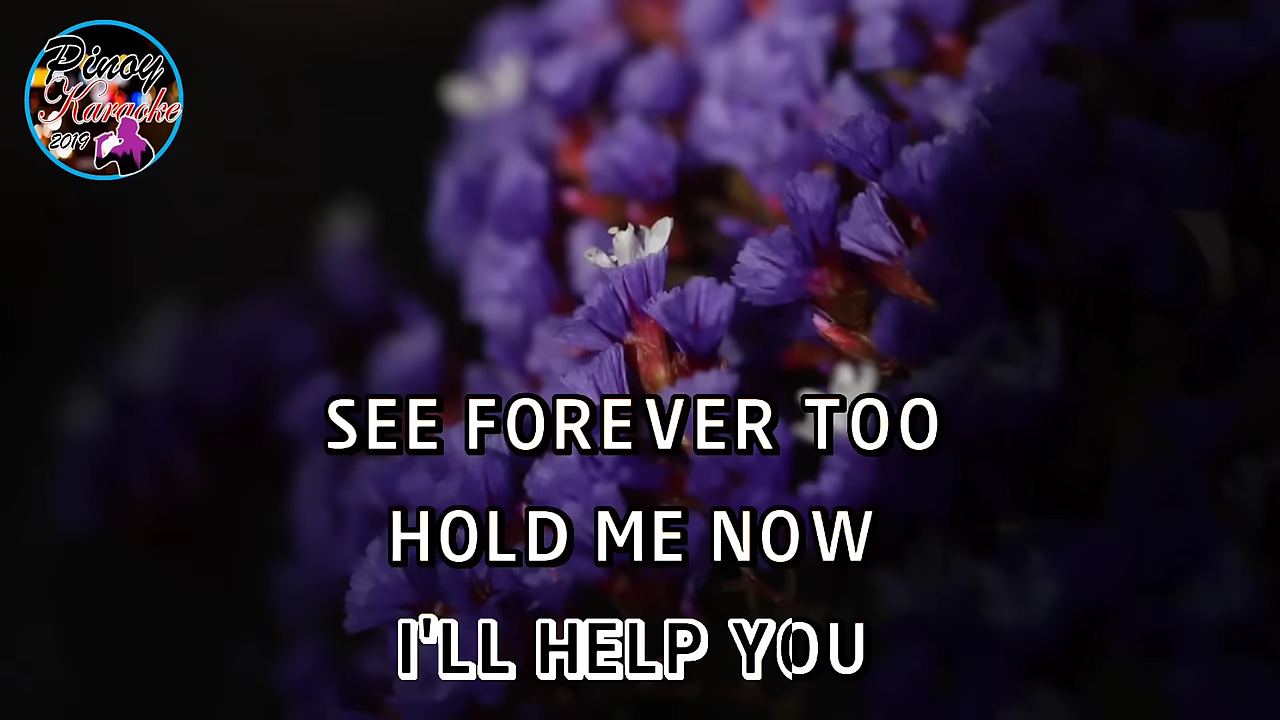 Pinoy
Karaoke
2019
SEE FOREVER TOO
HOLD ME NOW
I'LL HELP YOU